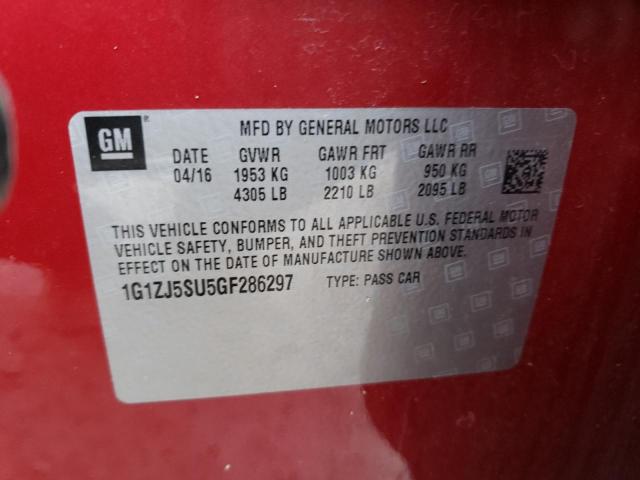 GM
MFD BY GENERAL MOTORS LLC
DATE GVWR GAWR FRT GAWR RR
04/16 1953 KG 1003 KG 950 KG
4305 LB 2210 LB 2095 LB
THIS VEHICLE CONFORMS TO ALL APPLICABLE U.S. FEDERAL MOTOR
VEHICLE SAFETY, BUMPER, AND THEFT PREVENTION STANDARDS IN
EFFECT ON THE DATE OF MANUFACTURE SHOWN ABOVE.
1G1ZJ5SU5GF286297 TYPE: PASS CAR